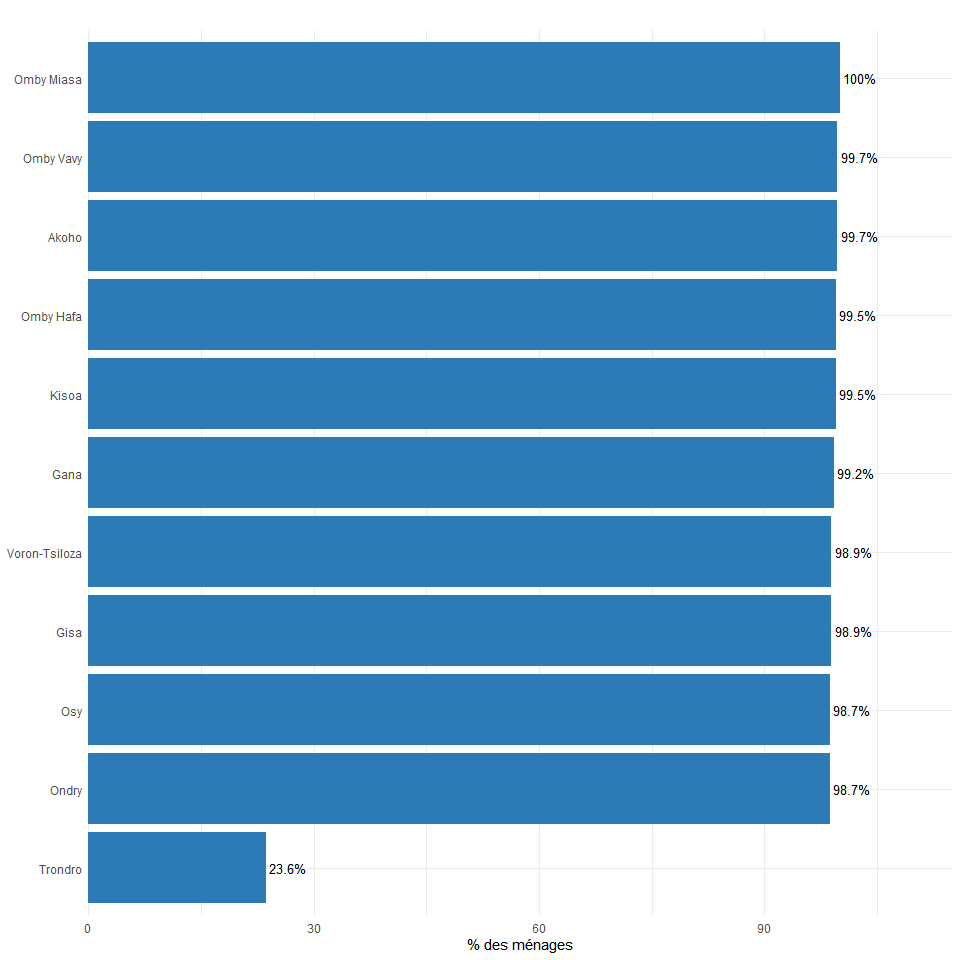 Omby Miasa 100%
Omby Vavy 99.7%
Akoho 99.7%
Omby Hafa 99.5%
Kisoa 99.5%
Gana 99.2%
Voron-Tsiloza 98.9%
Gisa 98.9%
Osy 98.7%
Ondry 98.7%
Trondro 23.6%
0 30 60 90
% des ménages